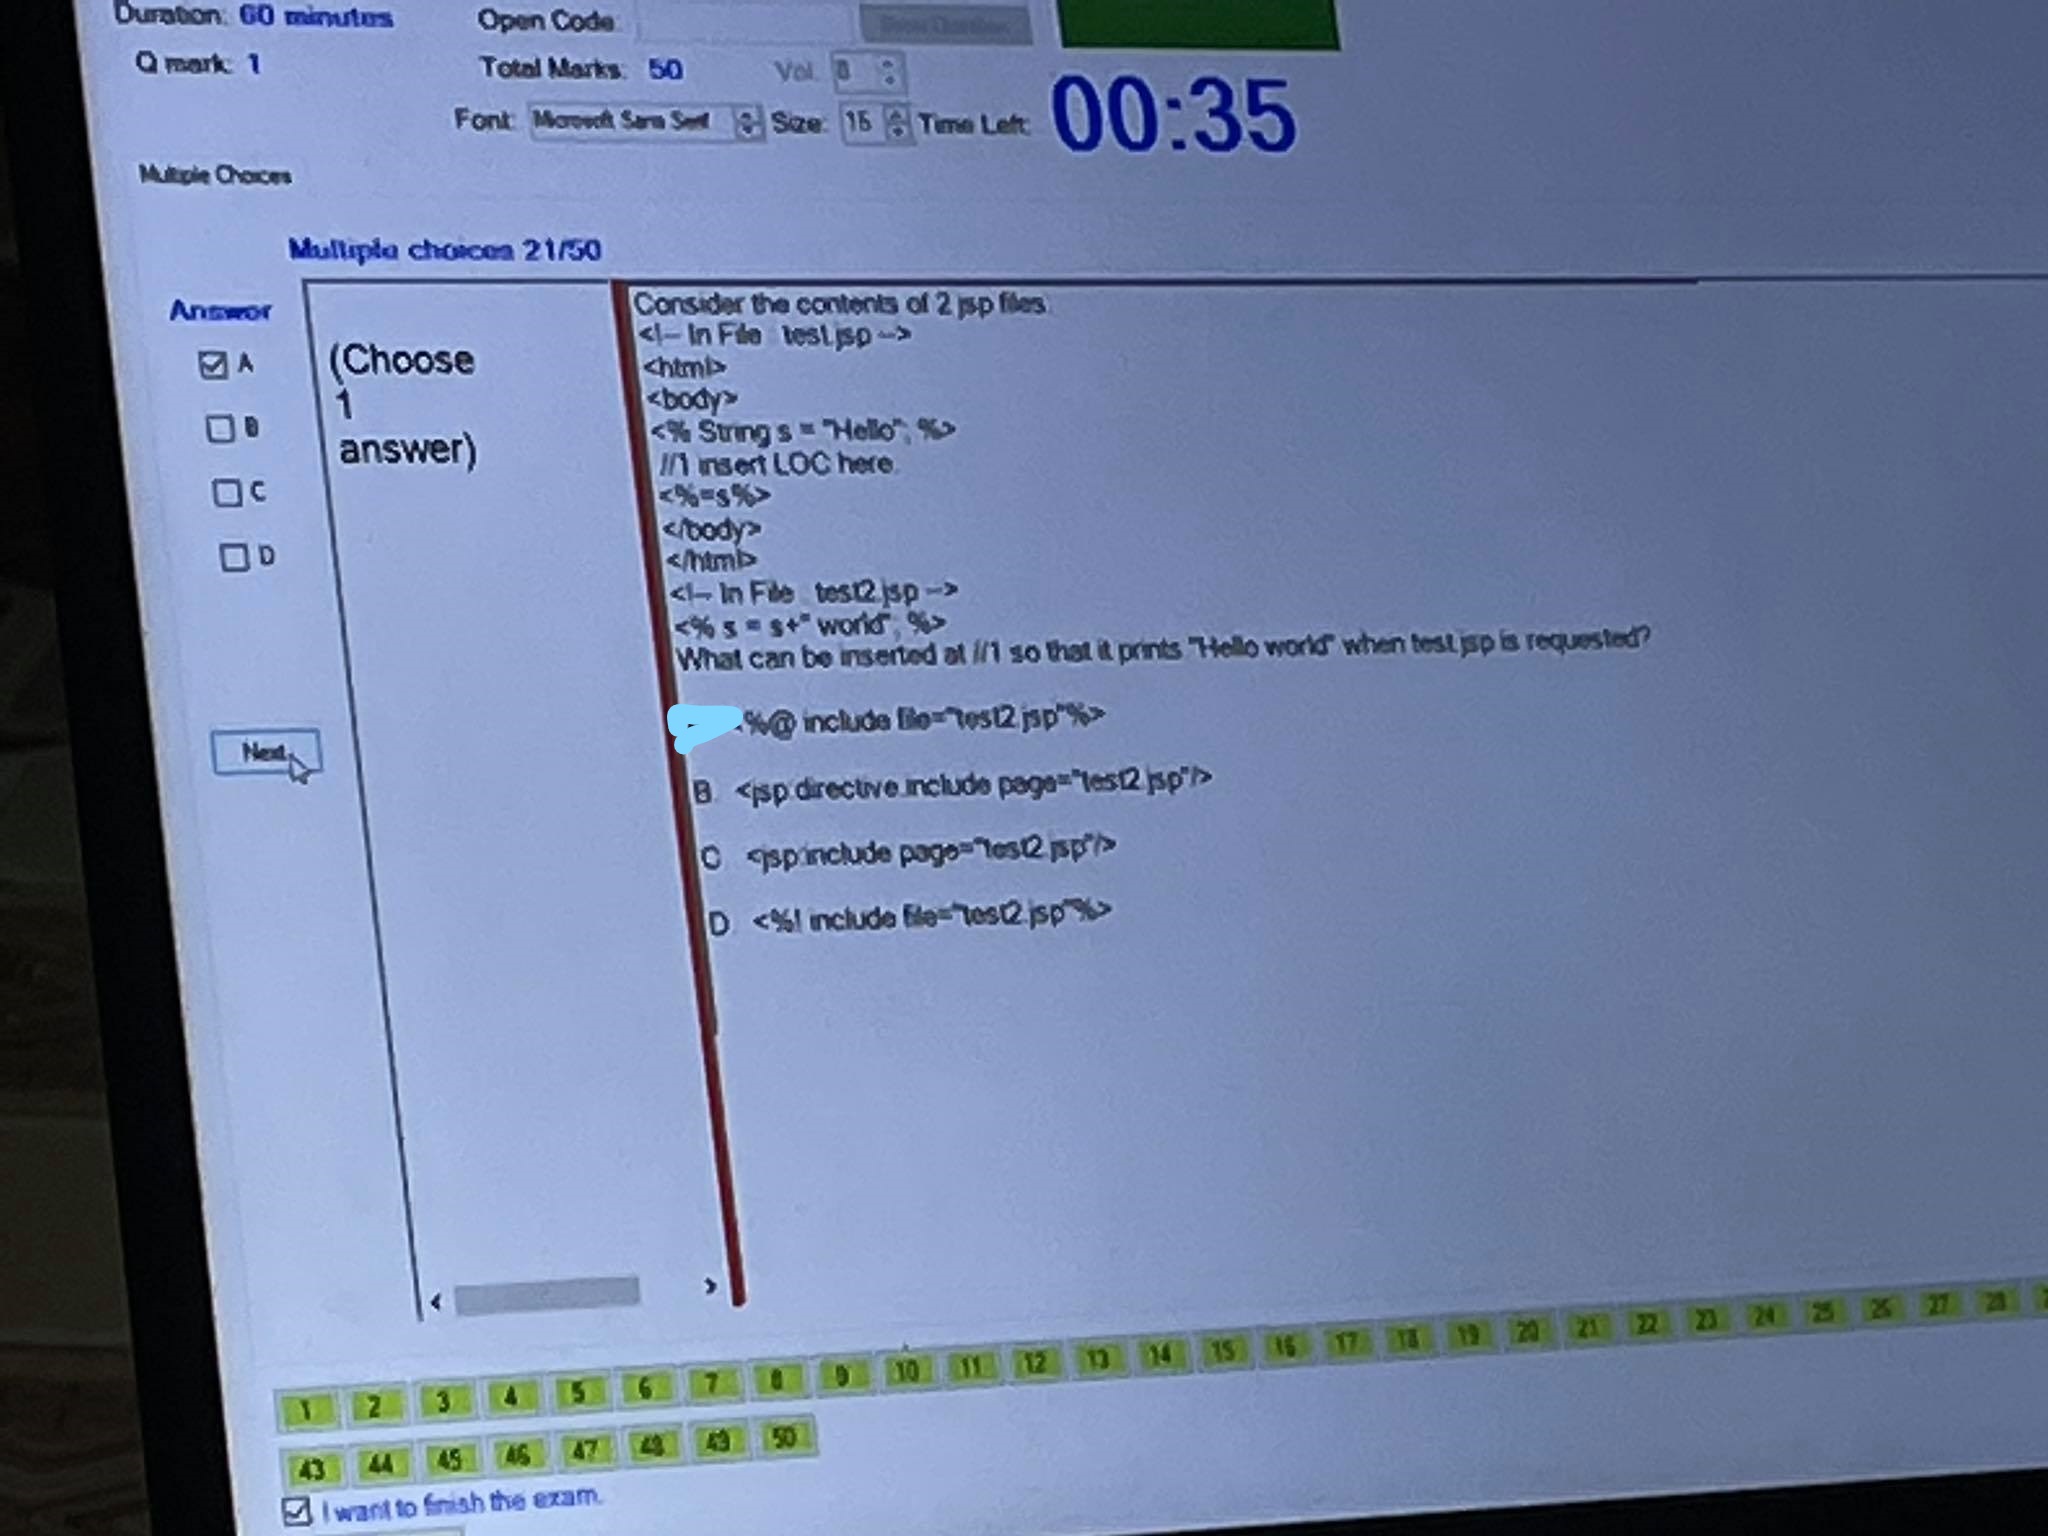 Duration: 60 minutes
Open Code:
Q mark: 1
Total Marks: 50
Vol. 8
Font: Microsoft Sans Serif Size: 15 Time Left: 00:35
Multiple Choices
Multiple choices 21/50
Answer
A
B
C
D
Next
(Choose
1
answer)
Consider the contents of 2 jsp files:
<!-- In File : test.jsp -->
<html>
<body>
<% String s = "Hello"; %>
//1 insert LOC here.
<%=s%>
</body>
</html>
<!-- In File : test2.jsp -->
<% s = s+" world"; %>
What can be inserted at //1 so that it prints "Hello world" when test.jsp is requested?
%@ include file="test2.jsp"%>
B. <jsp:directive.include page="test2.jsp"/>
C. <jsp:include page="test2.jsp"/>
D. <%! include file="test2.jsp"%>
1 2 3 4 5 6 7 8 9 10 11 12 13 14 15 16 17 18 19 20 21 22 23 24 25 26 27 28
43 44 45 46 47 48 49 50
I want to finish the exam.